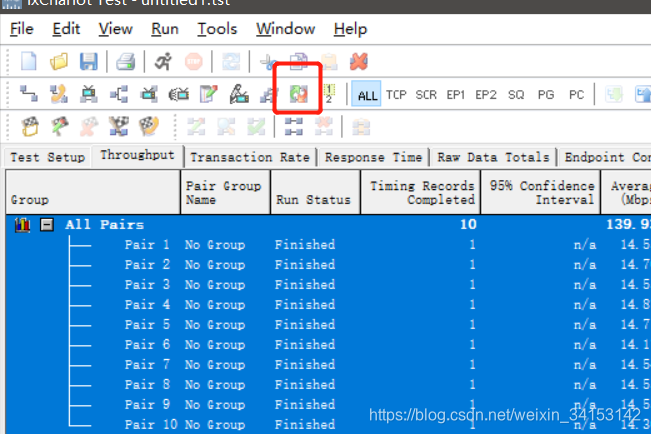 IxChariot Test - untitled1.tst
File Edit View Run Tools Window Help
1
2
ALL TCP SCR EP1 EP2 SQ PG PC
Test Setup Throughput Transaction Rate Response Time Raw Data Totals Endpoint Con
Group Pair Group Name Run Status Timing Records Completed 95% Confidence Interval Averag (Mbps
All Pairs 10 139.93
Pair 1 No Group Finished 1 n/a 14.5
Pair 2 No Group Finished 1 n/a 14.7
Pair 3 No Group Finished 1 n/a 14.5
Pair 4 No Group Finished 1 n/a 14.8
Pair 5 No Group Finished 1 n/a 14.7
Pair 6 No Group Finished 1 n/a 14.1
Pair 7 No Group Finished 1 n/a 14.5
Pair 8 No Group Finished 1 n/a 14.5
Pair 9 No Group Finished 1 n/a 14.5
Pair 10 No Group Finished 1 n/a 14.3
https://blog.csdn.net/weixin_34153142